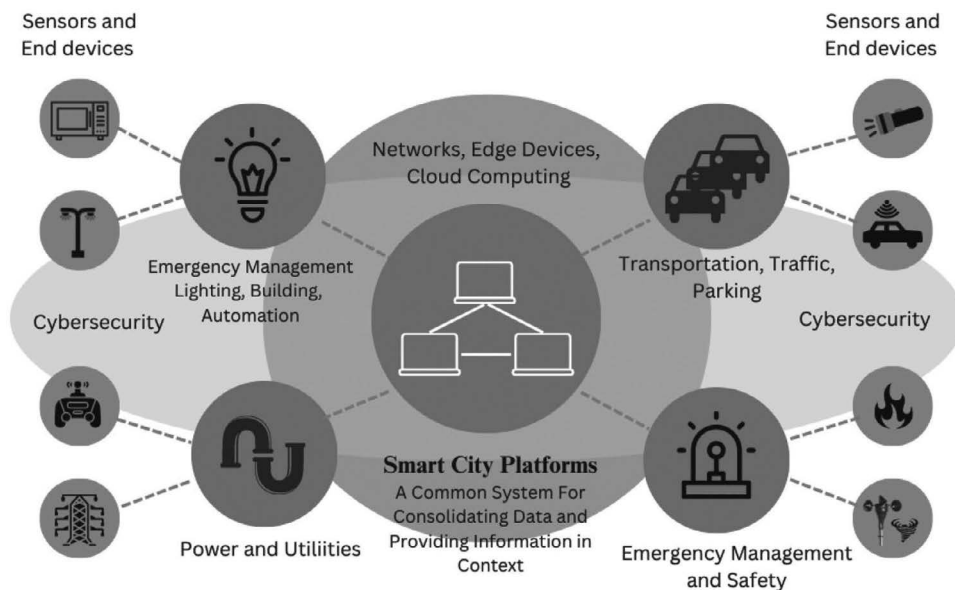 Sensors and
End devices
Sensors and
End devices
Networks, Edge Devices,
Cloud Computing
Emergency Management
Lighting, Building,
Automation
Transportation, Traffic,
Parking
Cybersecurity
Cybersecurity
Smart City Platforms
A Common System For
Consolidating Data and
Providing Information in
Context
Power and Utiliities
Emergency Management
and Safety